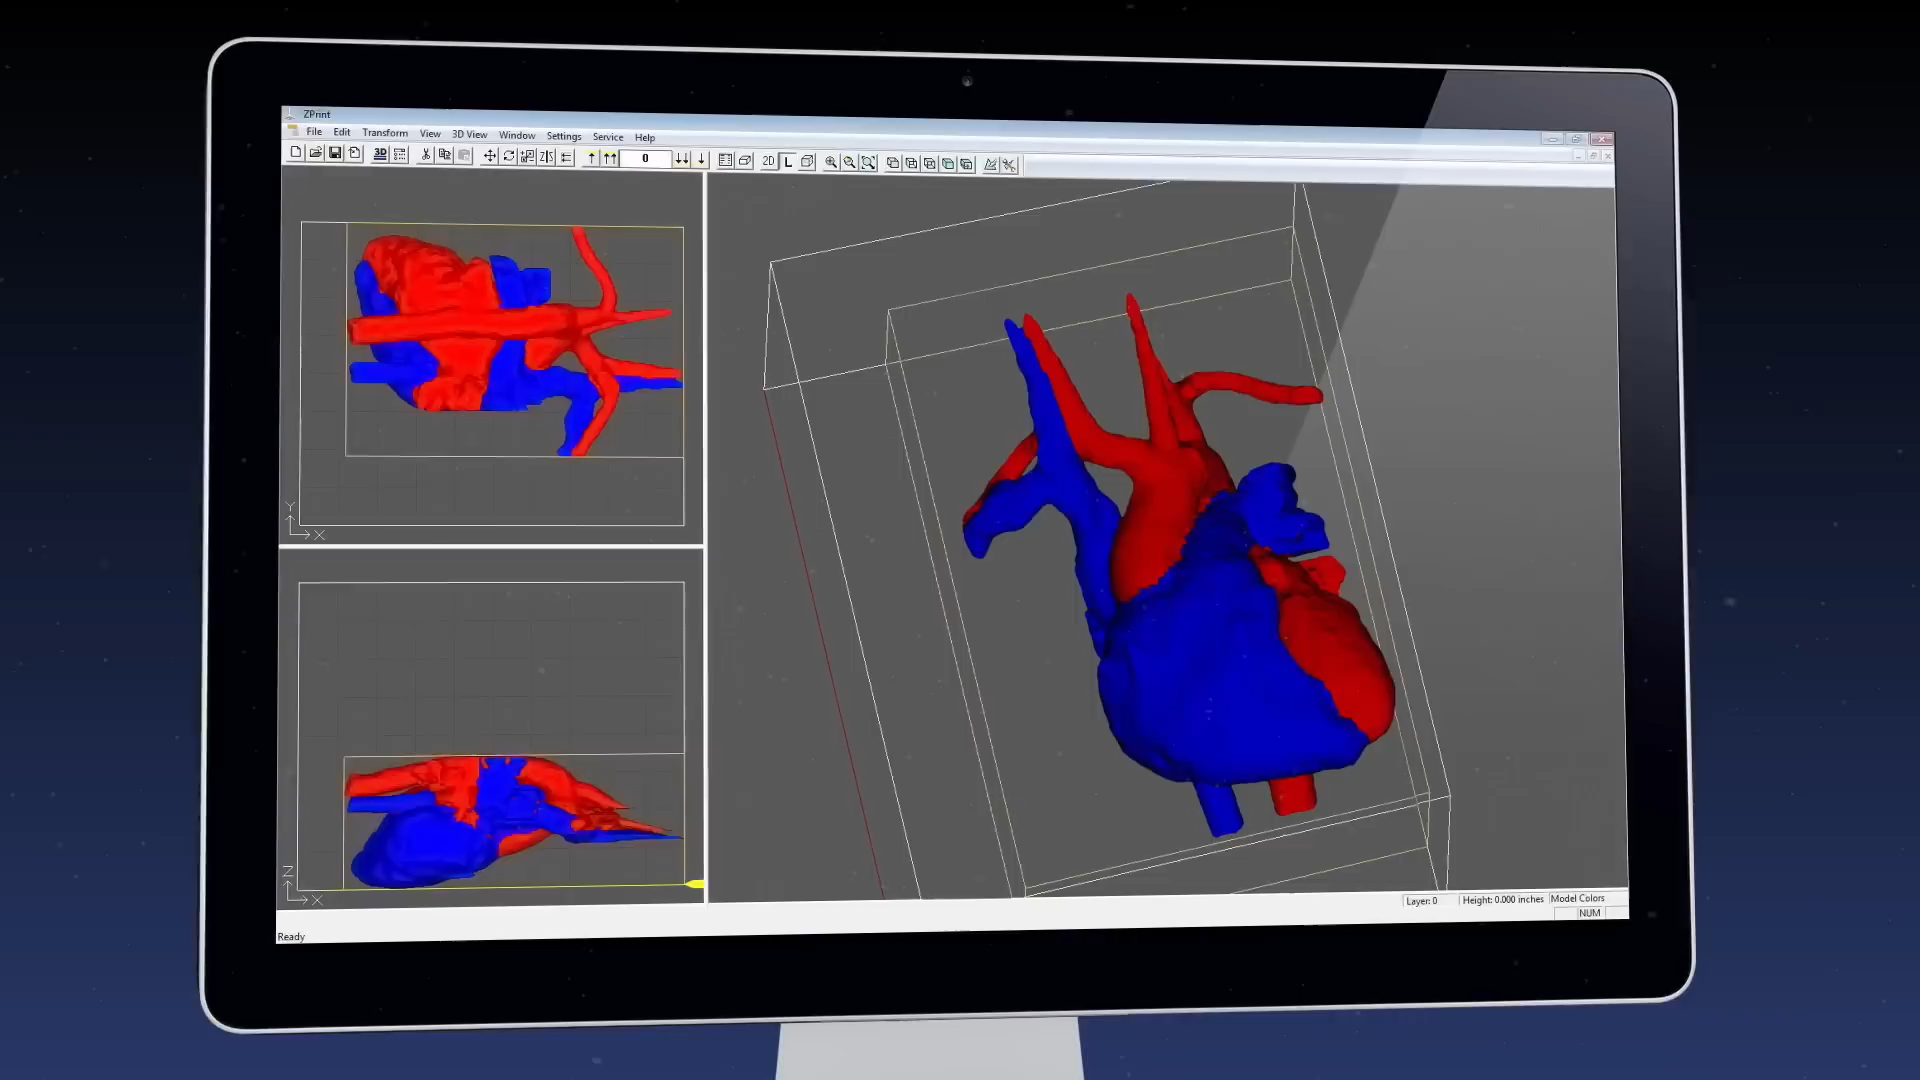 ZPrint
File Edit Transform View 3D View Window Settings Service Help
3D 0 2D L
Y
X
Z
X
Layer: 0 Height: 0.000 inches Model Colors
NUM
Ready